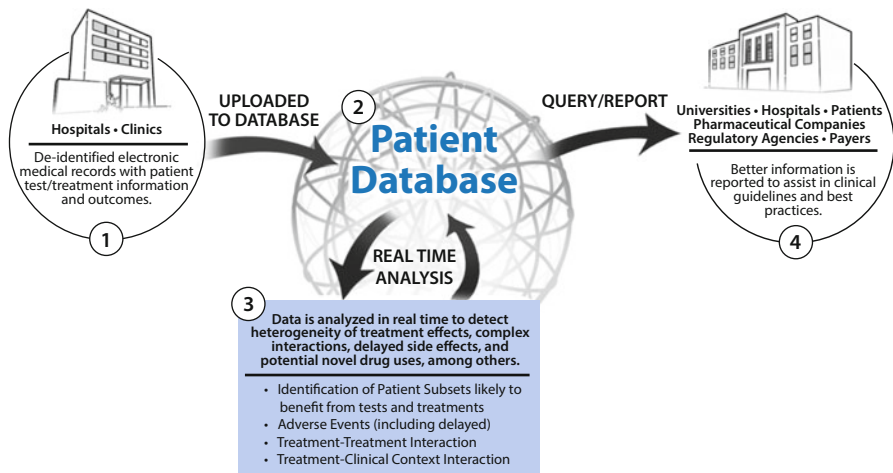 Hospitals • Clinics
De-identified electronic
medical records with patient
test/treatment information
and outcomes.
1
UPLOADED
TO DATABASE
2
Patient
Database
QUERY/REPORT
Universities • Hospitals • Patients
Pharmaceutical Companies
Regulatory Agencies • Payers
Better information is
reported to assist in clinical
guidelines and best
practices.
4
REAL TIME
ANALYSIS
3
Data is analyzed in real time to detect
heterogeneity of treatment effects, complex
interactions, delayed side effects, and
potential novel drug uses, among others.
• Identification of Patient Subsets likely to
benefit from tests and treatments
• Adverse Events (including delayed)
• Treatment-Treatment Interaction
• Treatment-Clinical Context Interaction